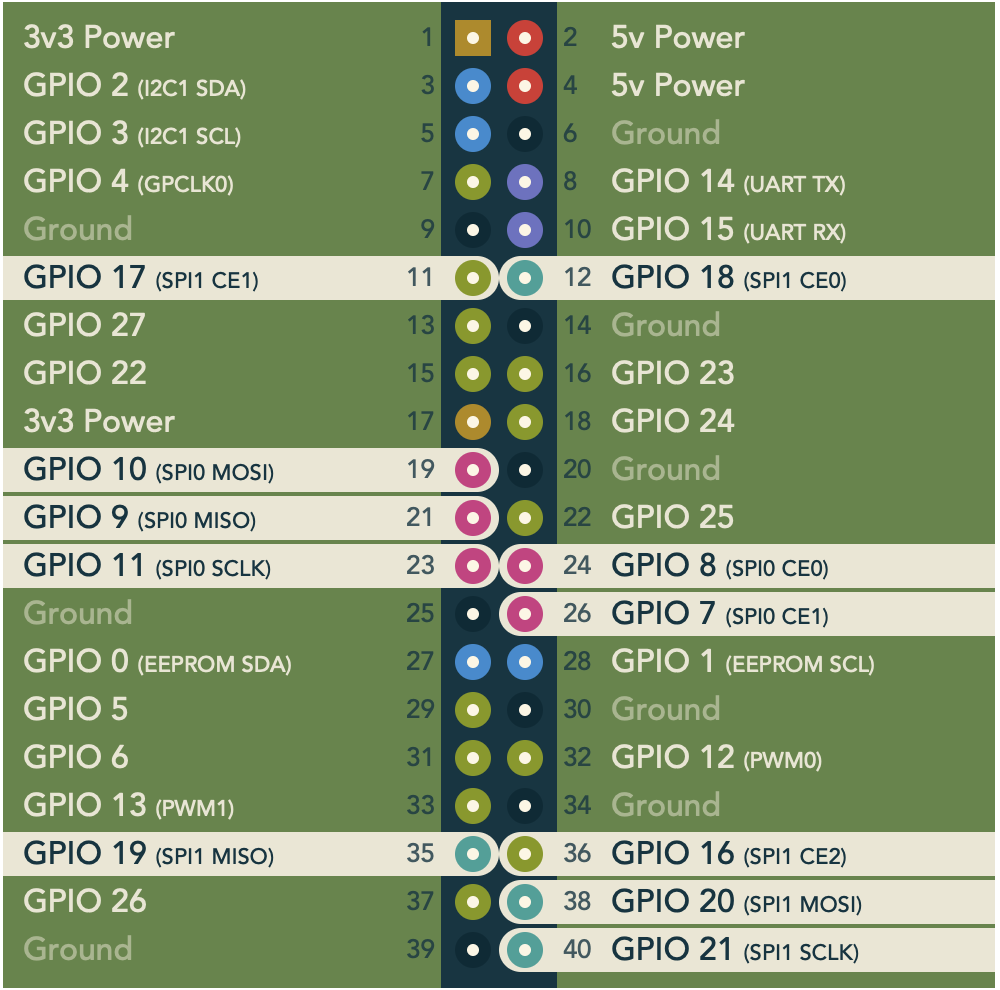 3v3 Power 1 2 5v Power
GPIO 2 (I2C1 SDA) 3 4 5v Power
GPIO 3 (I2C1 SCL) 5 6 Ground
GPIO 4 (GPCLK0) 7 8 GPIO 14 (UART TX)
Ground 9 10 GPIO 15 (UART RX)
GPIO 17 (SPI1 CE1) 11 12 GPIO 18 (SPI1 CE0)
GPIO 27 13 14 Ground
GPIO 22 15 16 GPIO 23
3v3 Power 17 18 GPIO 24
GPIO 10 (SPI0 MOSI) 19 20 Ground
GPIO 9 (SPI0 MISO) 21 22 GPIO 25
GPIO 11 (SPI0 SCLK) 23 24 GPIO 8 (SPI0 CE0)
Ground 25 26 GPIO 7 (SPI0 CE1)
GPIO 0 (EEPROM SDA) 27 28 GPIO 1 (EEPROM SCL)
GPIO 5 29 30 Ground
GPIO 6 31 32 GPIO 12 (PWM0)
GPIO 13 (PWM1) 33 34 Ground
GPIO 19 (SPI1 MISO) 35 36 GPIO 16 (SPI1 CE2)
GPIO 26 37 38 GPIO 20 (SPI1 MOSI)
Ground 39 40 GPIO 21 (SPI1 SCLK)